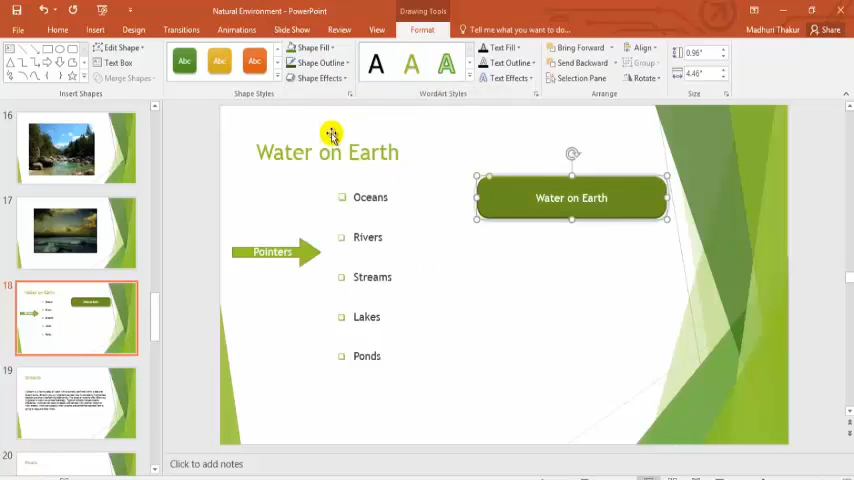 Natural Environment - PowerPoint
Drawing Tools
File
Home
Insert
Design
Transitions
Animations
Slide Show
Review
View
Format
Tell me what you want to do...
Madhuri Thakur
Share
Edit Shape
Text Box
Merge Shapes
Insert Shapes
Abc
Abc
Abc
Shape Fill
Shape Outline
Shape Effects
Shape Styles
A
A
A
Text Fill
Text Outline
Text Effects
WordArt Styles
Bring Forward
Send Backward
Selection Pane
Align
Group
Rotate
Arrange
0.96"
4.46"
Size
16
17
18
19
20
Water on Earth
Oceans
Rivers
Streams
Lakes
Ponds
Pointers
Water on Earth
Click to add notes